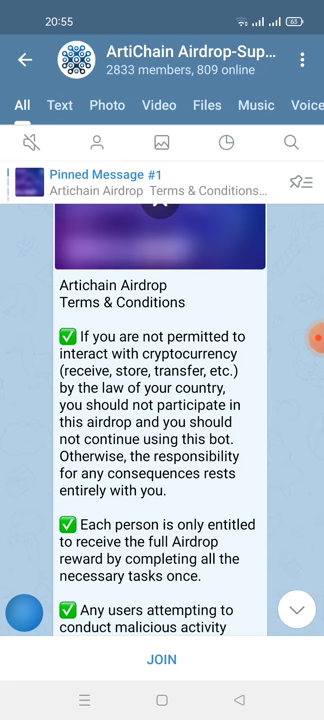 20:55
63
ArtiChain Airdrop-Sup...
2833 members, 809 online
All Text Photo Video Files Music Voice
Pinned Message #1
Artichain Airdrop Terms & Conditions...
Artichain Airdrop
Terms & Conditions
✅ If you are not permitted to
interact with cryptocurrency
(receive, store, transfer, etc.)
by the law of your country,
you should not participate in
this airdrop and you should
not continue using this bot.
Otherwise, the responsibility
for any consequences rests
entirely with you.
✅ Each person is only entitled
to receive the full Airdrop
reward by completing all the
necessary tasks once.
✅ Any users attempting to
conduct malicious activity
JOIN